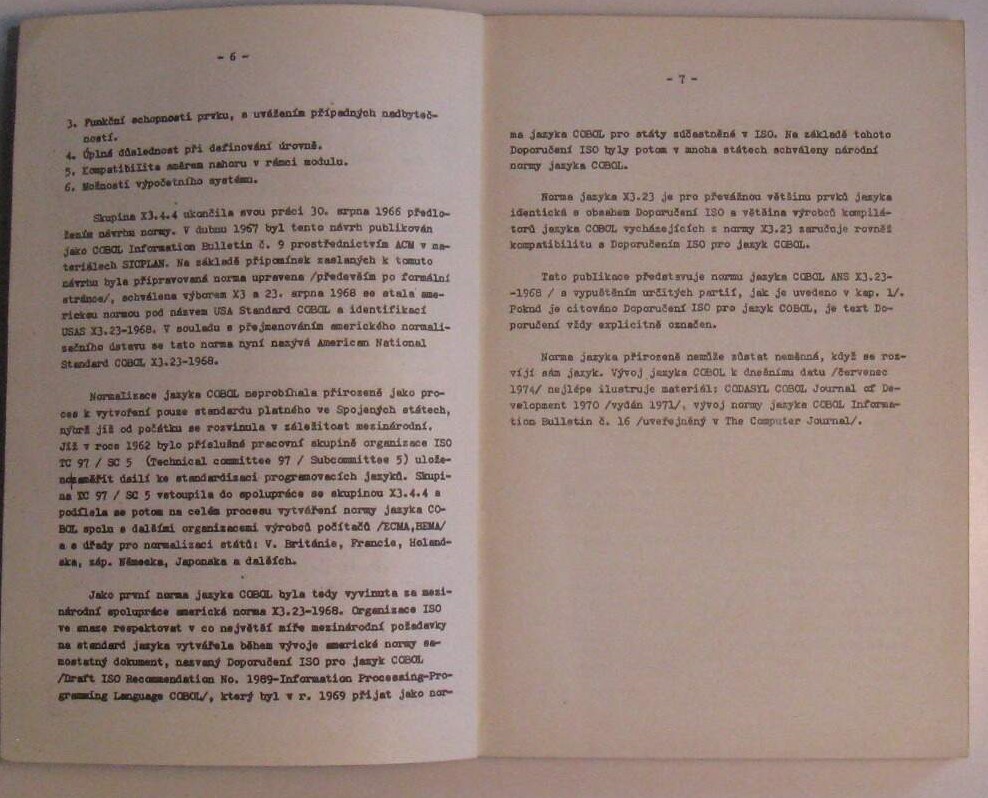 - 6 -
3. Funkční schopnosti prvku, s uvážením případných nadbyteč-
ností.
4. Úplná důslednost při definování úrovně.
5. Kompatibilita směrem nahoru v rámci modulu.
6. Možností výpočetního systému.
Skupina X3.4.4 ukončila svou práci 30. srpna 1966 předlo-
žením návrhu normy. V dubnu 1967 byl tento návrh publikován
jako COBOL Information Bulletin č. 9 prostřednictvím ACM v ma-
teriálech SICPLAN. Na základě připomínek zaslaných k tomuto
návrhu byla připravovaná norma upravena /především po formální
stránce/, schválena výborem X3 a 23. srpna 1968 se stala ame-
rickou normou pod názvem USA Standard COBOL s identifikací
USAS X3.23-1968. V souladu s přejmenováním amerického normali-
začního ústavu se tato norma nyní nazývá American National
Standard COBOL X3.23-1968.
Normalizace jazyka COBOL neprobíhala přirozeně jako pro-
ces k vytvoření pouze standardu platného ve Spojených státech,
nýbrž již od počátku se rozvinula v záležitost mezinárodní.
Již v roce 1962 bylo příslušné pracovní skupině organizace ISO
TC 97 / SC 5 (Technical committee 97 / Subcommittee 5) ulože-
no zaměřit úsilí ke standardizaci programovacích jazyků. Skupi-
na TC 97 / SC 5 vstoupila do spolupráce se skupinou X3.4.4 a
podílela se potom na celém procesu vytváření normy jazyka CO-
BOL spolu s dalšími organizacemi výrobců počítačů /ECMA,BEMA/
a s úřady pro normalizaci států: V. Británie, Francie, Holand-
ska, záp. Německa, Japonska a dalších.
Jako první norma jazyka COBOL byla tedy vyvinuta za mezi-
národní spolupráce americká norma X3.23-1968. Organizace ISO
ve snaze respektovat v co největší míře mezinárodní požadavky
na standard jazyka vytvářela během vývoje americké normy sa-
mostatný dokument, nazvaný Doporučení ISO pro jazyk COBOL
/Draft ISO Recommendation No. 1989-Information Processing-Pro-
gramming Language COBOL/, který byl v r. 1969 přijat jako nor-
- 7 -
ma jazyka COBOL pro státy zúčastněné v ISO. Na základě tohoto
Doporučení ISO byly potom v mnoha státech schváleny národní
normy jazyka COBOL.
Norma jazyka X3.23 je pro převážnou většinu prvků jazyka
identická s obsahem Doporučení ISO a většina výrobců kompilá-
torů jazyka COBOL vycházejících z normy X3.23 zaručuje rovněž
kompatibilitu s Doporučením ISO pro jazyk COBOL.
Tato publikace představuje normu jazyka COBOL ANS X3.23-
-1968 / s vypuštěním určitých partií, jak je uvedeno v kap. 1/.
Pokud je citováno Doporučení ISO pro jazyk COBOL, je text Do-
poručení vždy explicitně označen.
Norma jazyka přirozeně nemůže zůstat neměnná, když se roz-
víjí sám jazyk. Vývoj jazyka COBOL k dnešnímu datu /červenec
1974/ nejlépe ilustruje materiál: CODASYL COBOL Journal of De-
velopment 1970 /vydán 1971/, vývoj normy jazyka COBOL Informa-
tion Bulletin č. 16 /uveřejněný v The Computer Journal/.